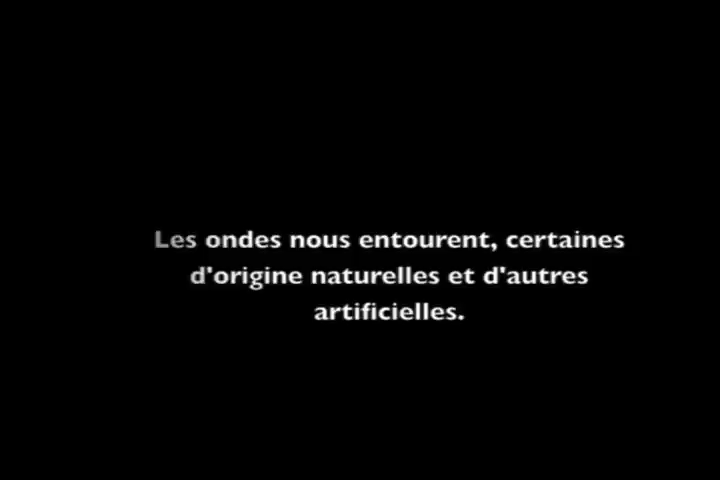 Les ondes nous entourent, certaines
d'origine naturelles et d'autres
artificielles.